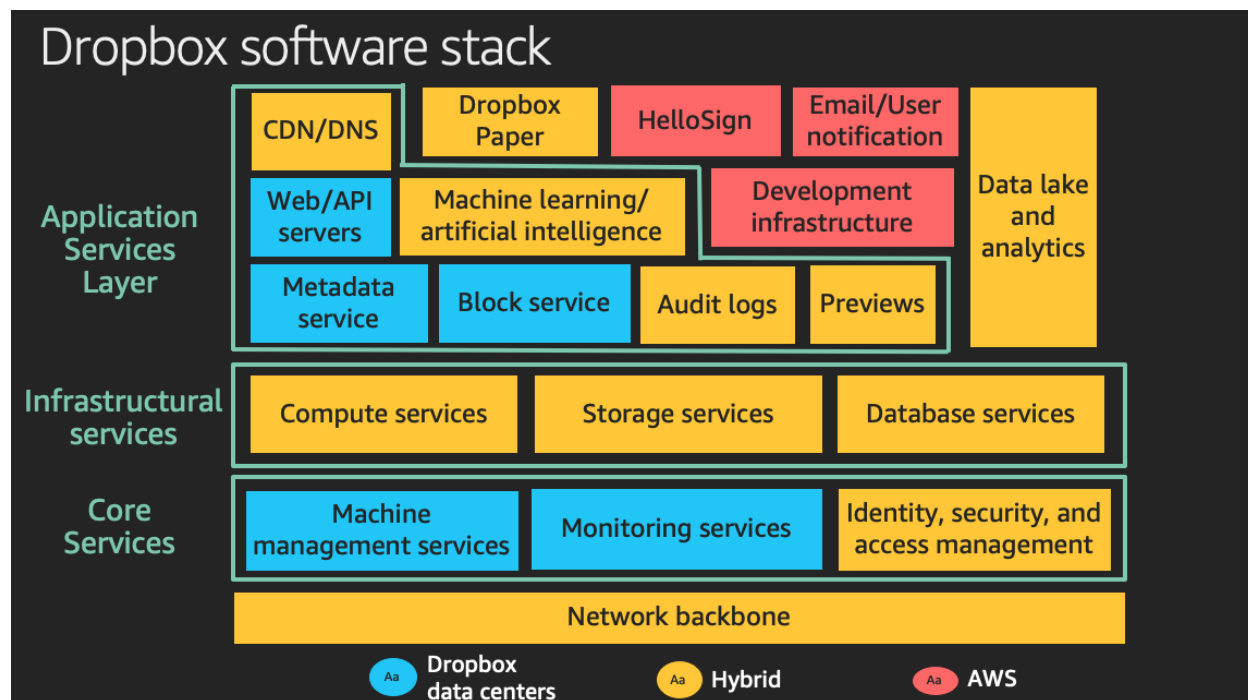 Dropbox software stack
CDN/DNS
Dropbox
Paper
HelloSign
Email/User
notification
Data lake
and
analytics
Application
Services
Layer
Web/API
servers
Machine learning/
artificial intelligence
Development
infrastructure
Metadata
service
Block service
Audit logs
Previews
Infrastructural
services
Compute services
Storage services
Database services
Core
Services
Machine
management services
Monitoring services
Identity, security, and
access management
Network backbone
Aa
Dropbox
data centers
Aa
Hybrid
Aa
AWS